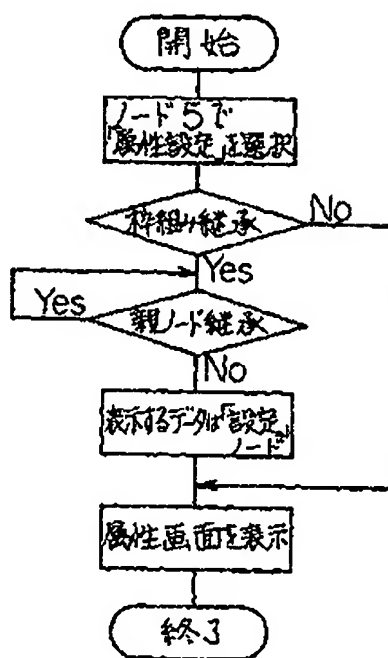 開始
ノード5で
「属性設定」を選択
枠組み継承
No
Yes
Yes
親ノード継承
No
表示するデータは「設定
ノード」
属性画面を表示
終了